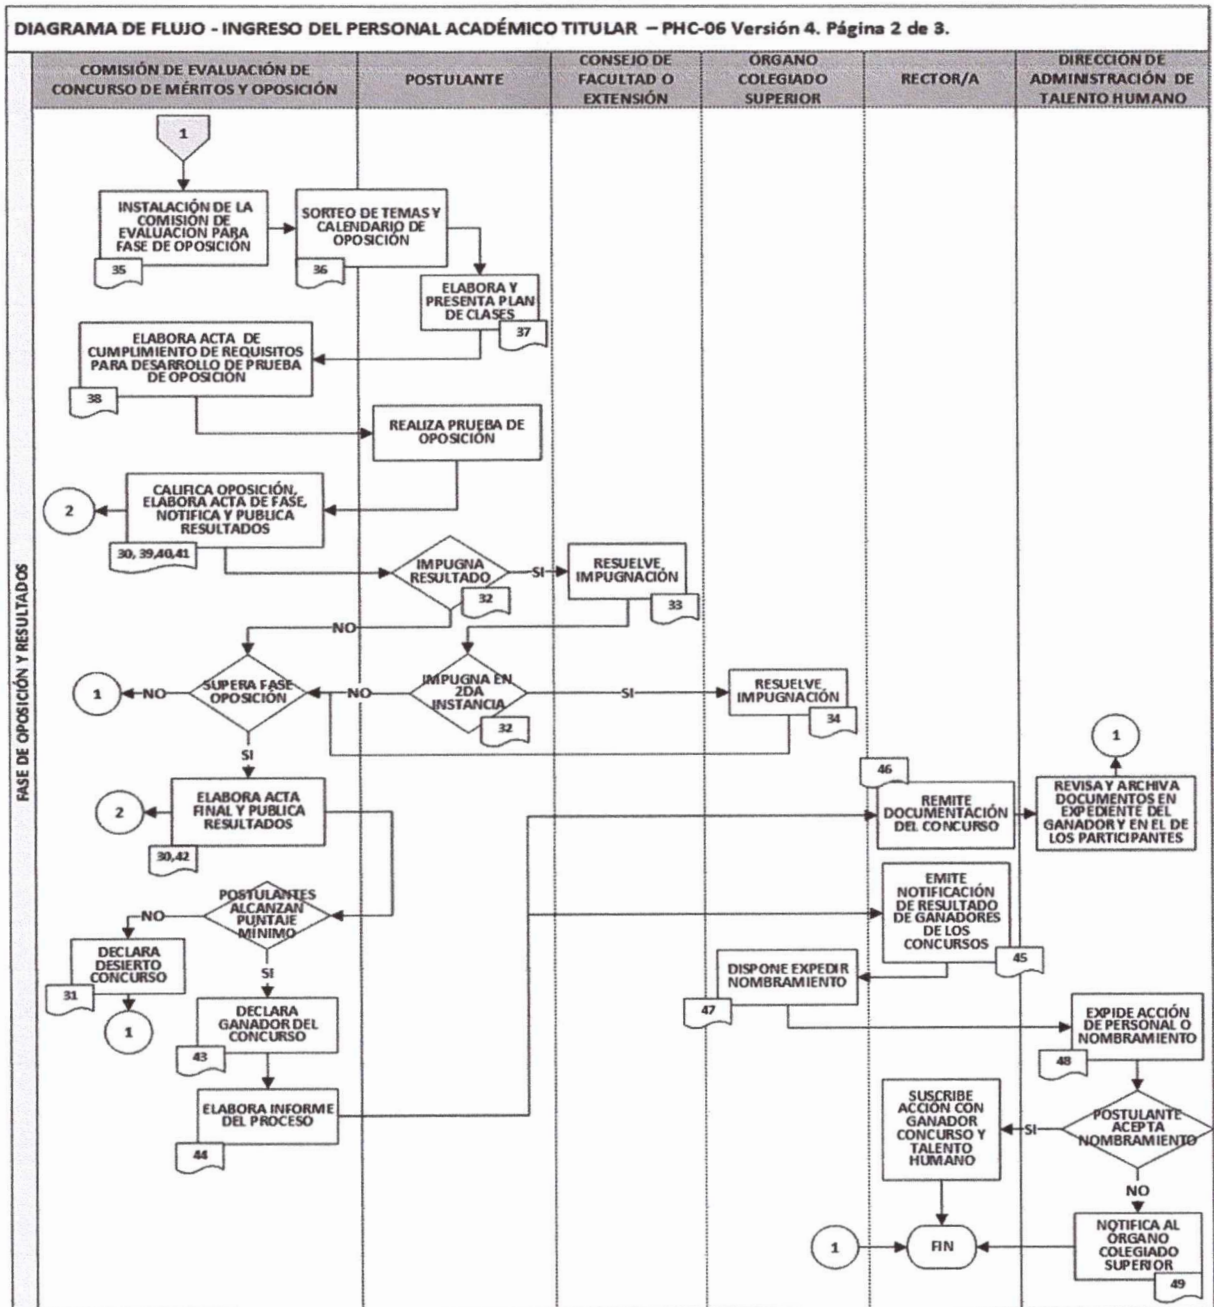 DIAGRAMA DE FLUJO - INGRESO DEL PERSONAL ACADÉMICO TITULAR – PHC-06 Versión 4. Página 2 de 3.
COMISIÓN DE EVALUACIÓN DE
CONCURSO DE MÉRITOS Y OPOSICIÓN
POSTULANTE
CONSEJO DE
FACULTAD O
EXTENSIÓN
ÓRGANO
COLEGIADO
SUPERIOR
RECTOR/A
DIRECCIÓN DE
ADMINISTRACIÓN DE
TALENTO HUMANO
FASE DE OPOSICIÓN Y RESULTADOS
1
INSTALACIÓN DE LA
COMISIÓN DE
EVALUACIÓN PARA
FASE DE OPOSICIÓN
35
SORTEO DE TEMAS Y
CALENDARIO DE
OPOSICIÓN
36
ELABORA Y
PRESENTA PLAN
DE CLASES
37
ELABORA ACTA DE
CUMPLIMIENTO DE REQUISITOS
PARA DESARROLLO DE PRUEBA
DE OPOSICIÓN
38
REALIZA PRUEBA DE
OPOSICIÓN
CALIFICA OPOSICIÓN,
ELABORA ACTA DE FASE,
NOTIFICA Y PUBLICA
RESULTADOS
2
30, 39,40,41
IMPUGNA
RESULTADO
32
SI
RESUELVE
IMPUGNACIÓN
33
NO
SUPERA FASE
OPOSICIÓN
NO
1
NO
IMPUGNA EN
2DA
INSTANCIA
32
SI
RESUELVE
IMPUGNACIÓN
34
SI
ELABORA ACTA
FINAL Y PUBLICA
RESULTADOS
2
30,42
46
REMITE
DOCUMENTACIÓN
DEL CONCURSO
1
REVISA Y ARCHIVA
DOCUMENTOS EN
EXPEDIENTE DEL
GANADOR Y EN EL DE
LOS PARTICIPANTES
POSTULANTES
ALCANZAN
PUNTAJE
MÍNIMO
NO
DECLARA
DESIERTO
CONCURSO
31
1
SI
DECLARA
GANADOR DEL
CONCURSO
43
ELABORA INFORME
DEL PROCESO
44
EMITE
NOTIFICACIÓN
DE RESULTADO
DE GANADORES
DE LOS
CONCURSOS
45
DISPONE EXPEDIR
NOMBRAMIENTO
47
EXPIDE ACCIÓN
DE PERSONAL O
NOMBRAMIENTO
48
POSTULANTE
ACEPTA
NOMBRAMIENTO
SI
SUSCRIBE
ACCIÓN CON
GANADOR
CONCURSO Y
TALENTO
HUMANO
NO
NOTIFICA AL
ÓRGANO
COLEGIADO
SUPERIOR
49
1
FIN